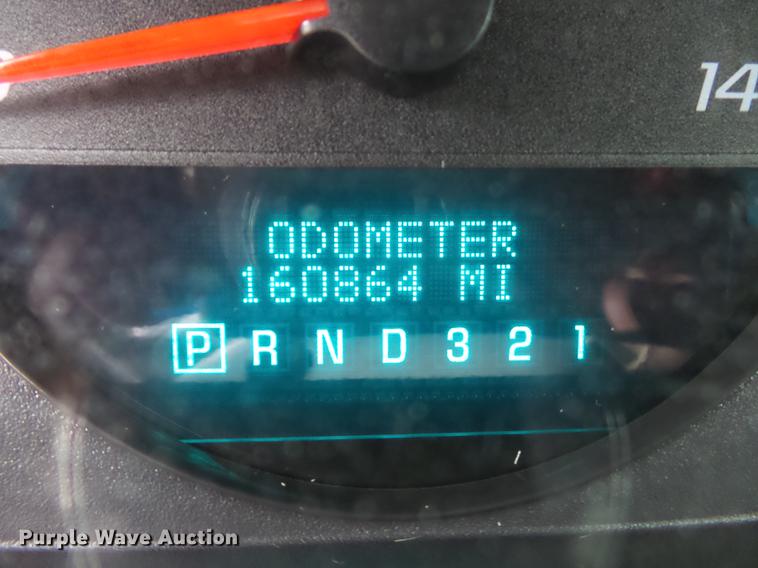 14
ODOMETER
160864 MI
P R N D 3 2 1
Purple Wave Auction